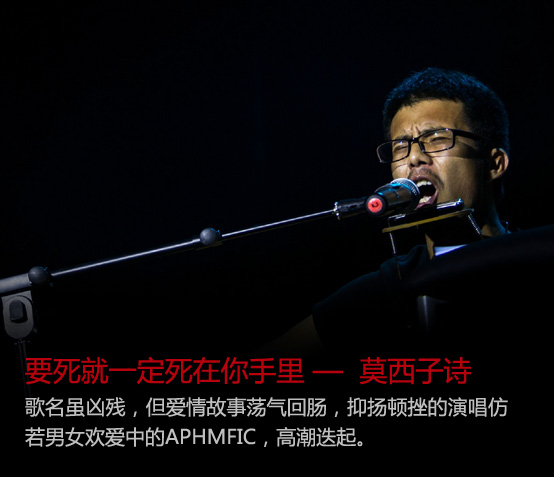 要死就一定死在你手里 — 莫西子诗
歌名虽凶残，但爱情故事荡气回肠，抑扬顿挫的演唱仿
若男女欢爱中的APHMFIC，高潮迭起。